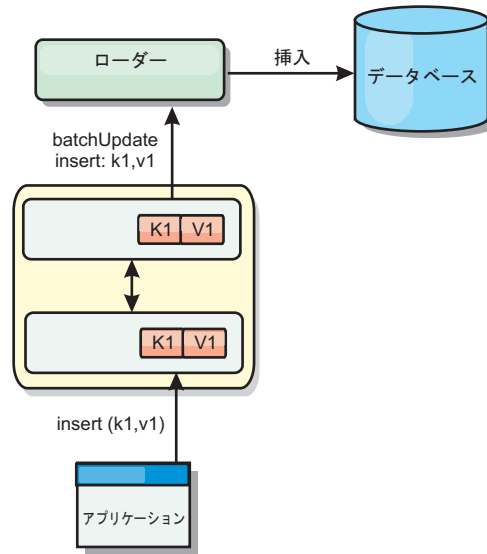 ローダー
挿入
データベース
batchUpdate
insert: k1,v1
K1 V1
K1 V1
insert (k1,v1)
アプリケーション